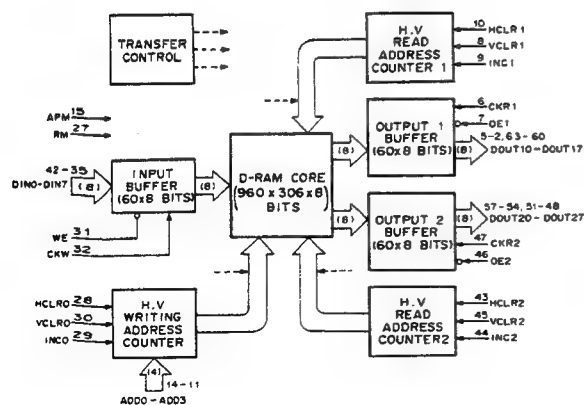 TRANSFER
CONTROL
H.V
READ
ADDRESS
COUNTER 1
10 HCLR1
8 VCLR1
9 INC1
APM 15
RM 27
42-35
DIN0-DIN7
(8)
INPUT
BUFFER
(60x8 BITS)
(8)
WE 31
CKW 32
D-RAM CORE
(960x306x8)
BITS
(8)
OUTPUT 1
BUFFER
(60x8 BITS)
6 CKR1
7 OE1
5-2, 63-60
(8) DOUT10-DOUT17
(8)
OUTPUT 2
BUFFER
(60x8 BITS)
57-54, 51-48
(8) DOUT20-DOUT27
47 CKR2
46 OE2
HCLR0 28
VCLR0 30
INC0 29
H.V
WRITING
ADDRESS
COUNTER
(4) 14-11
ADD0-ADD3
H.V
READ
ADDRESS
COUNTER2
43 HCLR2
45 VCLR2
44 INC2